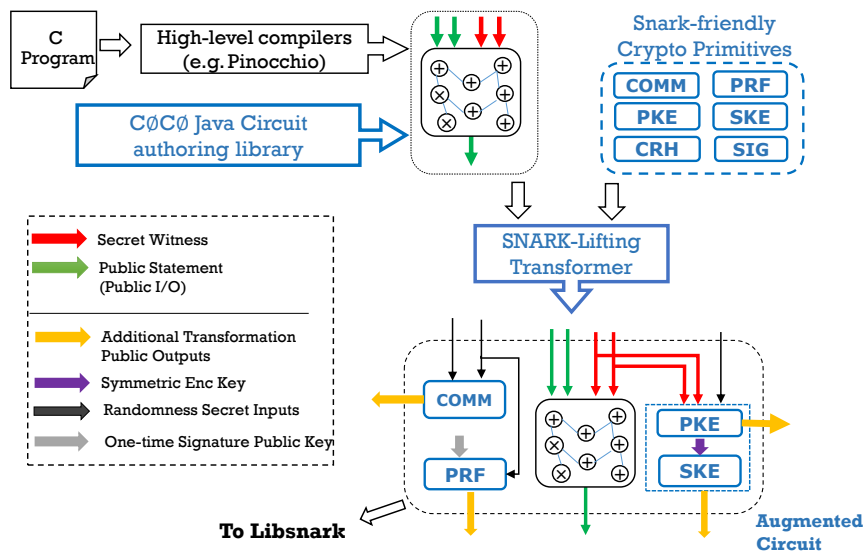 C
Program
High-level compilers
(e.g. Pinocchio)
CØCØ Java Circuit
authoring library
Snark-friendly
Crypto Primitives
COMM
PRF
PKE
SKE
CRH
SIG
SNARK-Lifting
Transformer
Secret Witness
Public Statement
(Public I/O)
Additional Transformation
Public Outputs
Symmetric Enc Key
Randomness Secret Inputs
One-time Signature Public Key
COMM
PRF
PKE
SKE
To Libsnark
Augmented
Circuit